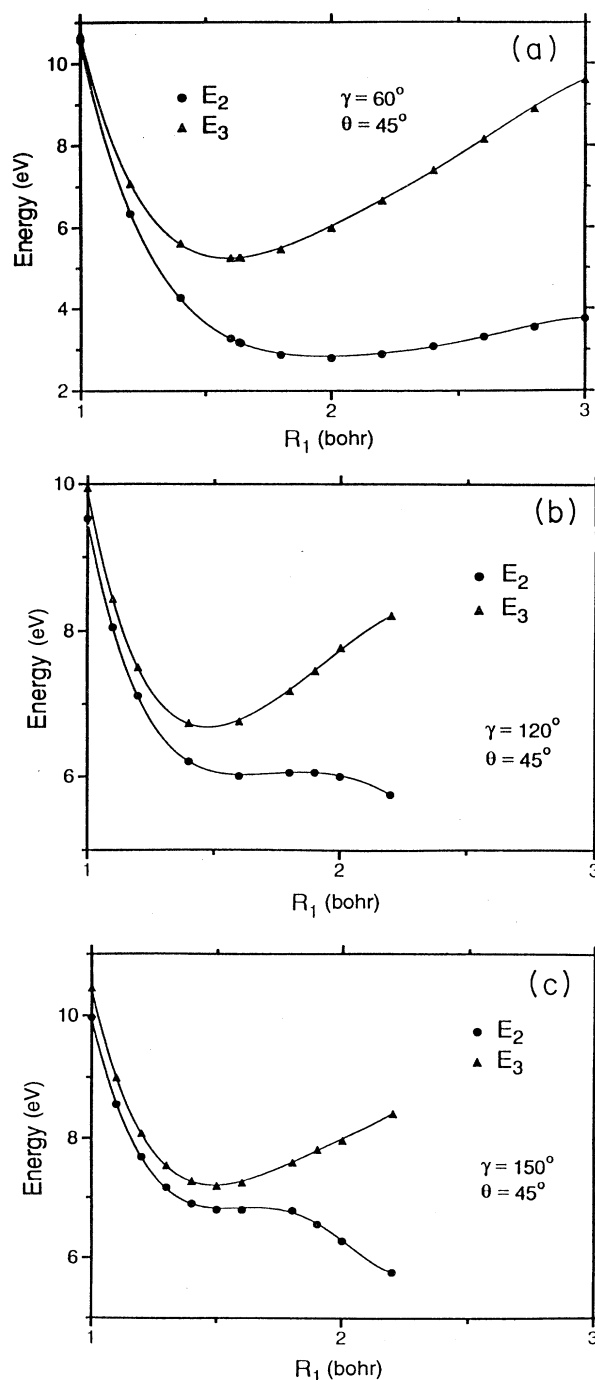 (a)
10
8
6
4
2
Energy (eV)
E₂
E₃
γ = 60°
θ = 45°
1
2
3
R₁ (bohr)
(b)
10
8
6
Energy (eV)
E₂
E₃
γ = 120°
θ = 45°
1
2
3
R₁ (bohr)
(c)
10
8
6
Energy (eV)
E₂
E₃
γ = 150°
θ = 45°
1
2
3
R₁ (bohr)